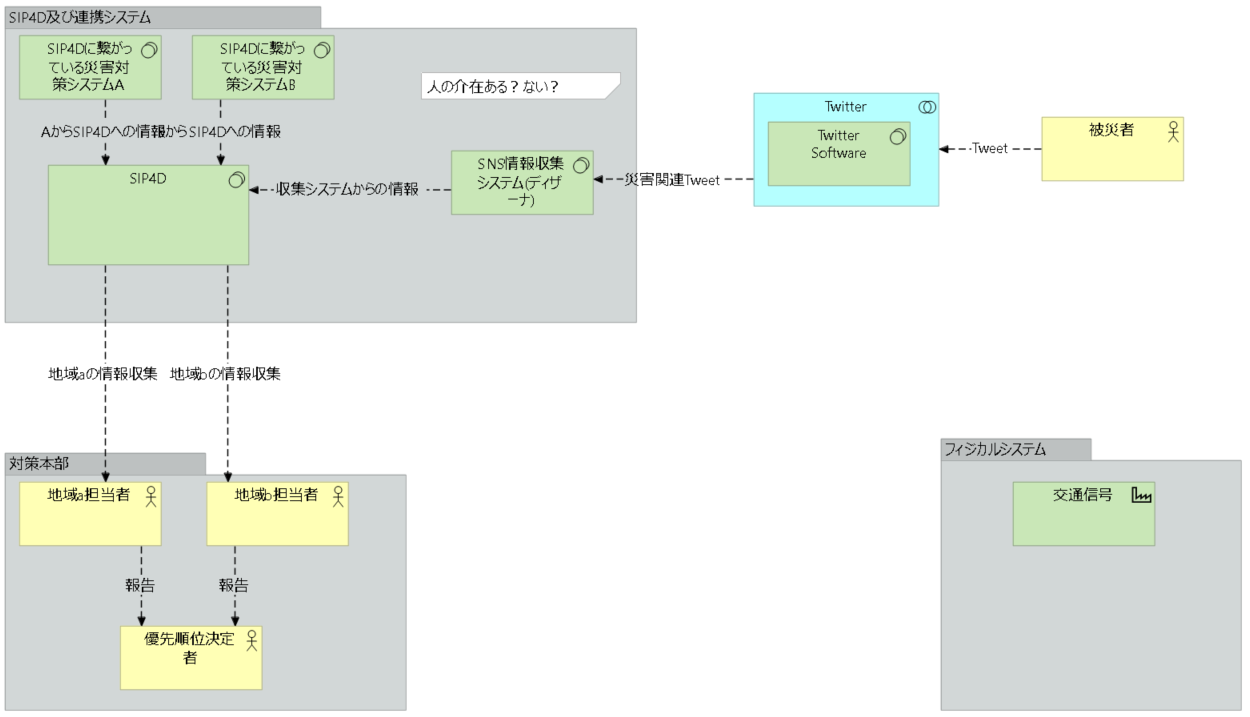 SIP4D及び連携システム
SIP4Dに繋がっ
ている災害対
策システムA
SIP4Dに繋がっ
ている災害対
策システムB
人の介在ある？ない？
AからSIP4Dへの情報
からSIP4Dへの情報
SIP4D
収集システムからの情報
SNS情報収集
システム(ディザ
ーナ)
災害関連Tweet
Twitter
Twitter
Software
Tweet
被災者
地域aの情報収集
地域bの情報収集
対策本部
地域a担当者
地域b担当者
報告
報告
優先順位決定
者
フィジカルシステム
交通信号